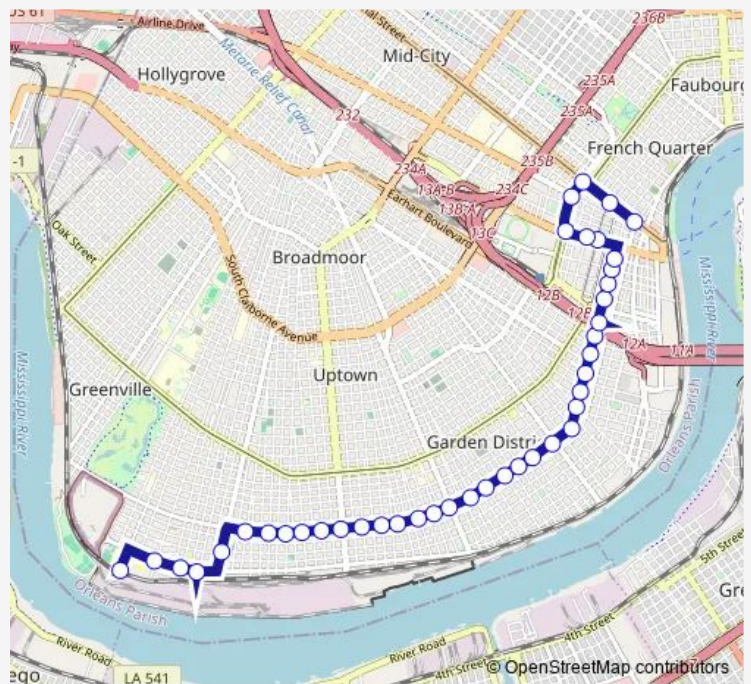 US 61
Airline Drive
236B
Hollygrove
Mid-City
Metairie Relief Canal
235A
Faubourg
235A
232
French Quarter
-1
234A
235B
13A-B
234C
13B-A
13C
Earhart Boulevard
Oak Street
Broadmoor
South Claiborne Avenue
Mississippi River
12B
12B
12A
11A
Mississippi River
Uptown
Greenville
Orleans Parish
Garden Distri
5th Street
Orleans Parish
Gre
4th Street
River Road
River Road
4th Street
ego
LA 541
© OpenStreetMap contributors